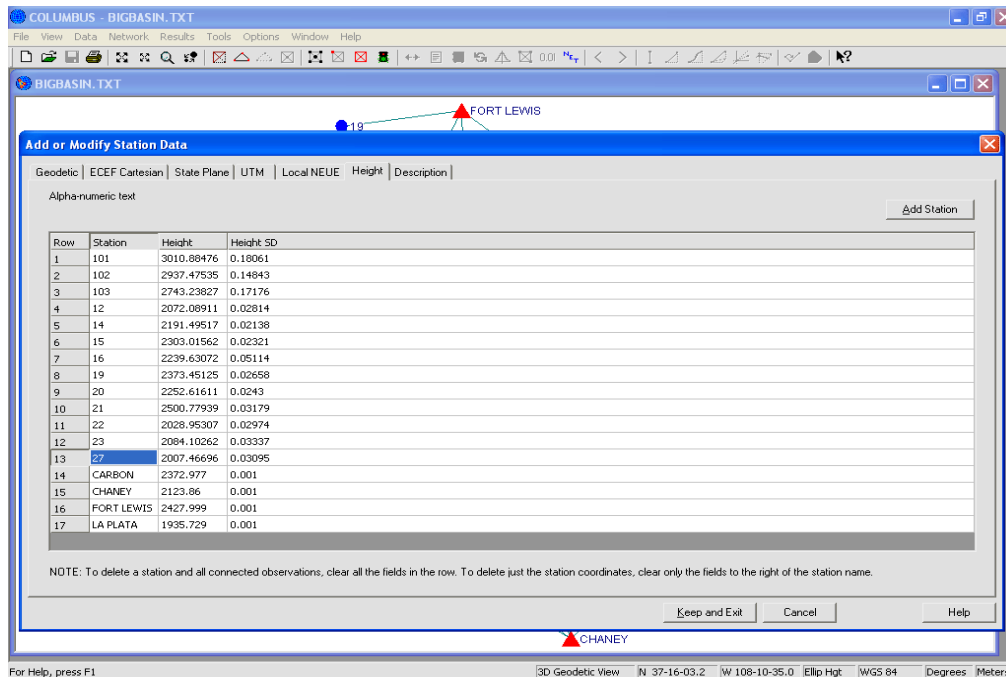 COLUMBUS - BIGBASIN.TXT
File View Data Network Results Tools Options Window Help
0.01 N E T
BIGBASIN.TXT
FORT LEWIS
19
Add or Modify Station Data
Geodetic ECEF Cartesian State Plane UTM Local NEUE Height Description
Alpha-numeric text
Add Station
Row Station Height Height SD
1 101 3010.88476 0.18061
2 102 2937.47535 0.14843
3 103 2743.23827 0.17176
4 12 2072.08911 0.02814
5 14 2191.49517 0.02138
6 15 2303.01562 0.02321
7 16 2239.63072 0.05114
8 19 2373.45125 0.02658
9 20 2252.61611 0.0243
10 21 2500.77939 0.03179
11 22 2028.95307 0.02974
12 23 2084.10262 0.03337
13 27 2007.46696 0.03095
14 CARBON 2372.977 0.001
15 CHANEY 2123.86 0.001
16 FORT LEWIS 2427.999 0.001
17 LA PLATA 1935.729 0.001
NOTE: To delete a station and all connected observations, clear all the fields in the row. To delete just the station coordinates, clear only the fields to the right of the station name.
Keep and Exit Cancel Help
CHANEY
For Help, press F1 3D Geodetic View N 37-16-03.2 W 108-10-35.0 Ellip Hgt WGS 84 Degrees Meter